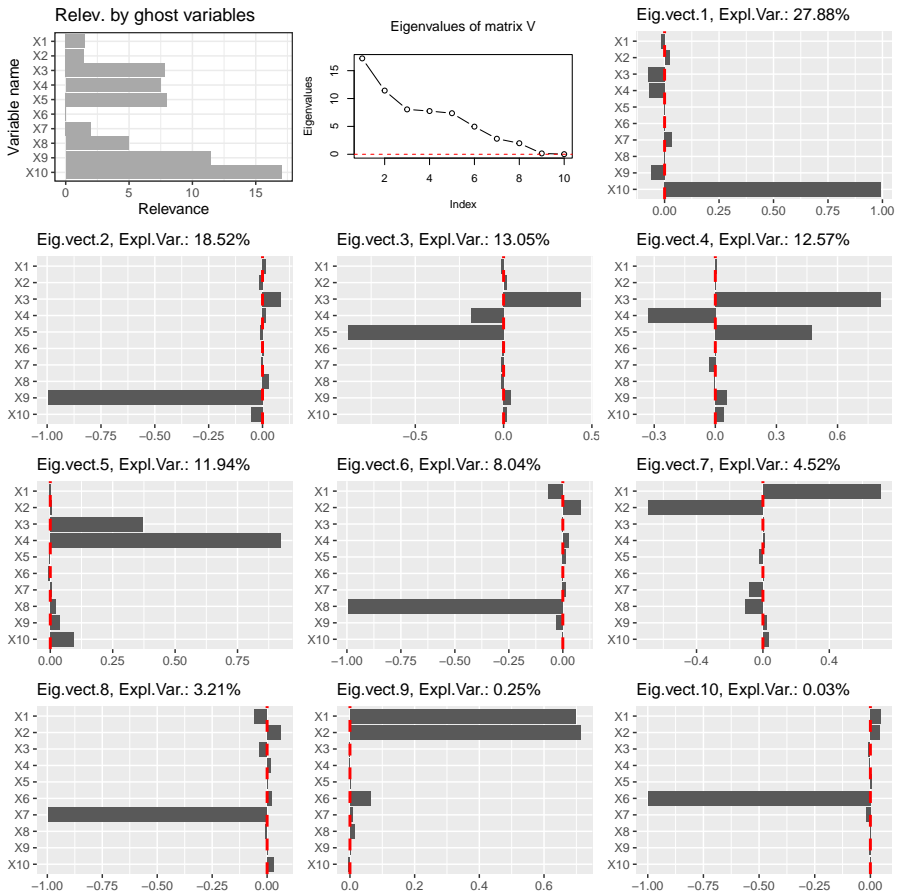 Relev. by ghost variables
Variable name
X1
X2
X3
X4
X5
X6
X7
X8
X9
X10
0 5 10 15
Relevance
Eigenvalues of matrix V
Eigenvalues
15
10
5
0
2 4 6 8 10
Index
Eig.vect.1, Expl.Var.: 27.88%
X1
X2
X3
X4
X5
X6
X7
X8
X9
X10
0.00 0.25 0.50 0.75 1.00
Eig.vect.2, Expl.Var.: 18.52%
X1
X2
X3
X4
X5
X6
X7
X8
X9
X10
−1.00 −0.75 −0.50 −0.25 0.00
Eig.vect.3, Expl.Var.: 13.05%
X1
X2
X3
X4
X5
X6
X7
X8
X9
X10
−0.5 0.0 0.5
Eig.vect.4, Expl.Var.: 12.57%
X1
X2
X3
X4
X5
X6
X7
X8
X9
X10
−0.3 0.0 0.3 0.6
Eig.vect.5, Expl.Var.: 11.94%
X1
X2
X3
X4
X5
X6
X7
X8
X9
X10
0.00 0.25 0.50 0.75
Eig.vect.6, Expl.Var.: 8.04%
X1
X2
X3
X4
X5
X6
X7
X8
X9
X10
−1.00 −0.75 −0.50 −0.25 0.00
Eig.vect.7, Expl.Var.: 4.52%
X1
X2
X3
X4
X5
X6
X7
X8
X9
X10
−0.4 0.0 0.4
Eig.vect.8, Expl.Var.: 3.21%
X1
X2
X3
X4
X5
X6
X7
X8
X9
X10
−1.00 −0.75 −0.50 −0.25 0.00
Eig.vect.9, Expl.Var.: 0.25%
X1
X2
X3
X4
X5
X6
X7
X8
X9
X10
0.0 0.2 0.4 0.6
Eig.vect.10, Expl.Var.: 0.03%
X1
X2
X3
X4
X5
X6
X7
X8
X9
X10
−1.00 −0.75 −0.50 −0.25 0.00